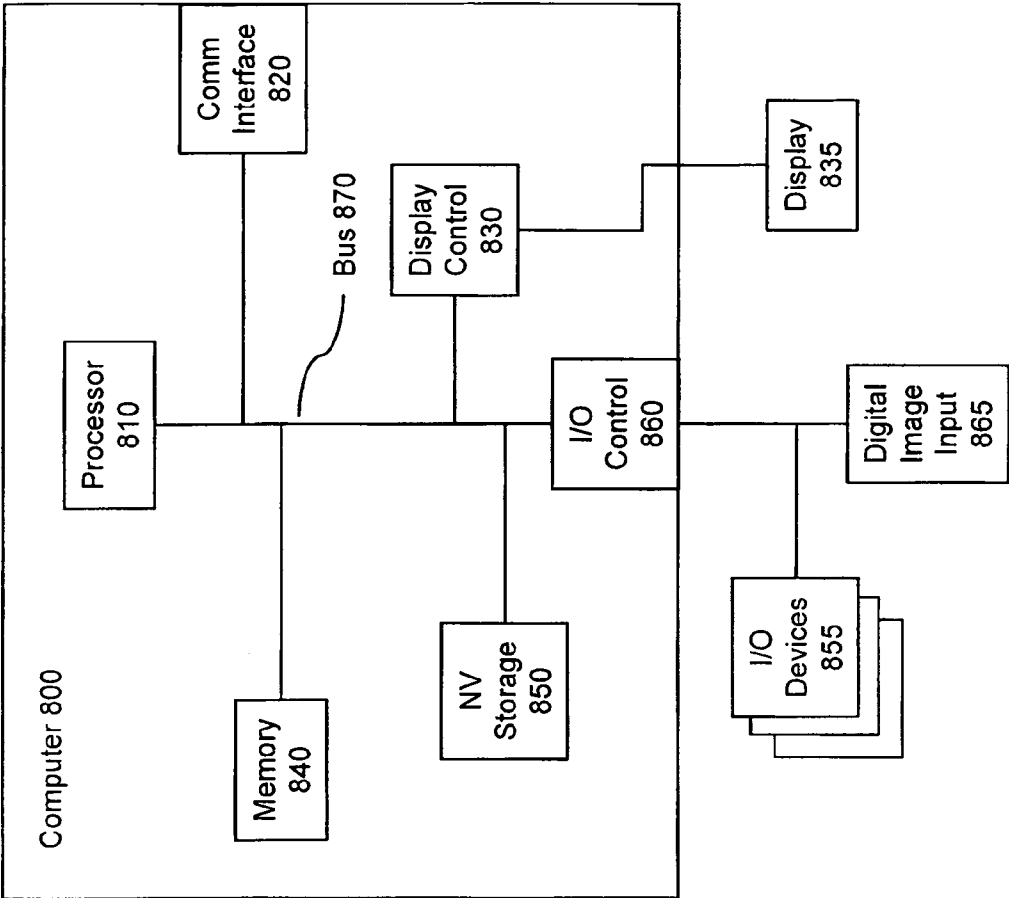 Computer 800
Memory
840
NV
Storage
850
Processor
810
Bus 870
Comm
Interface
820
Display
Control
830
I/O
Control
860
Display
835
I/O
Devices
855
Digital
Image
Input
865